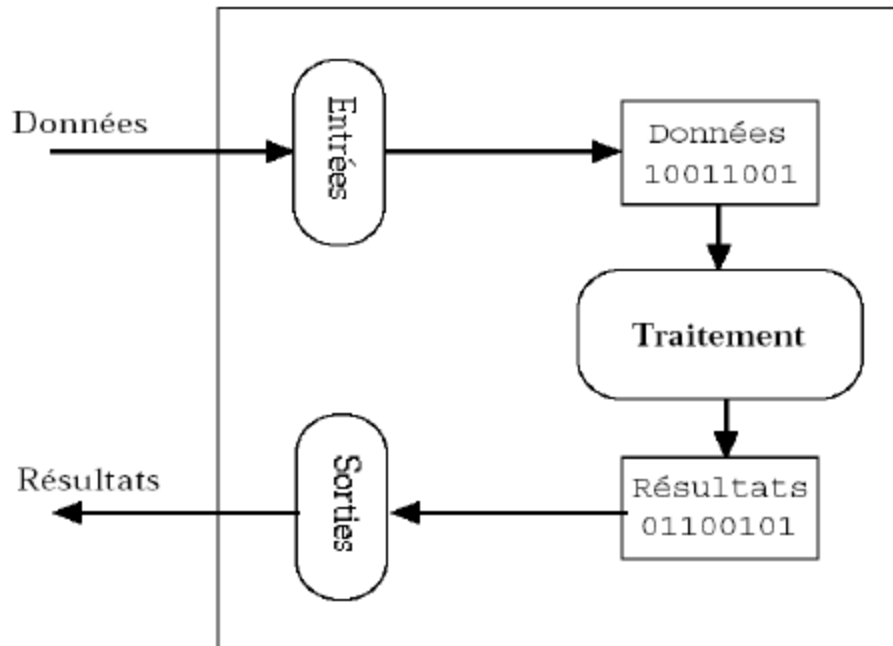 Données
Entrées
Données
10011001
Traitement
Résultats
Sorties
Résultats
01100101